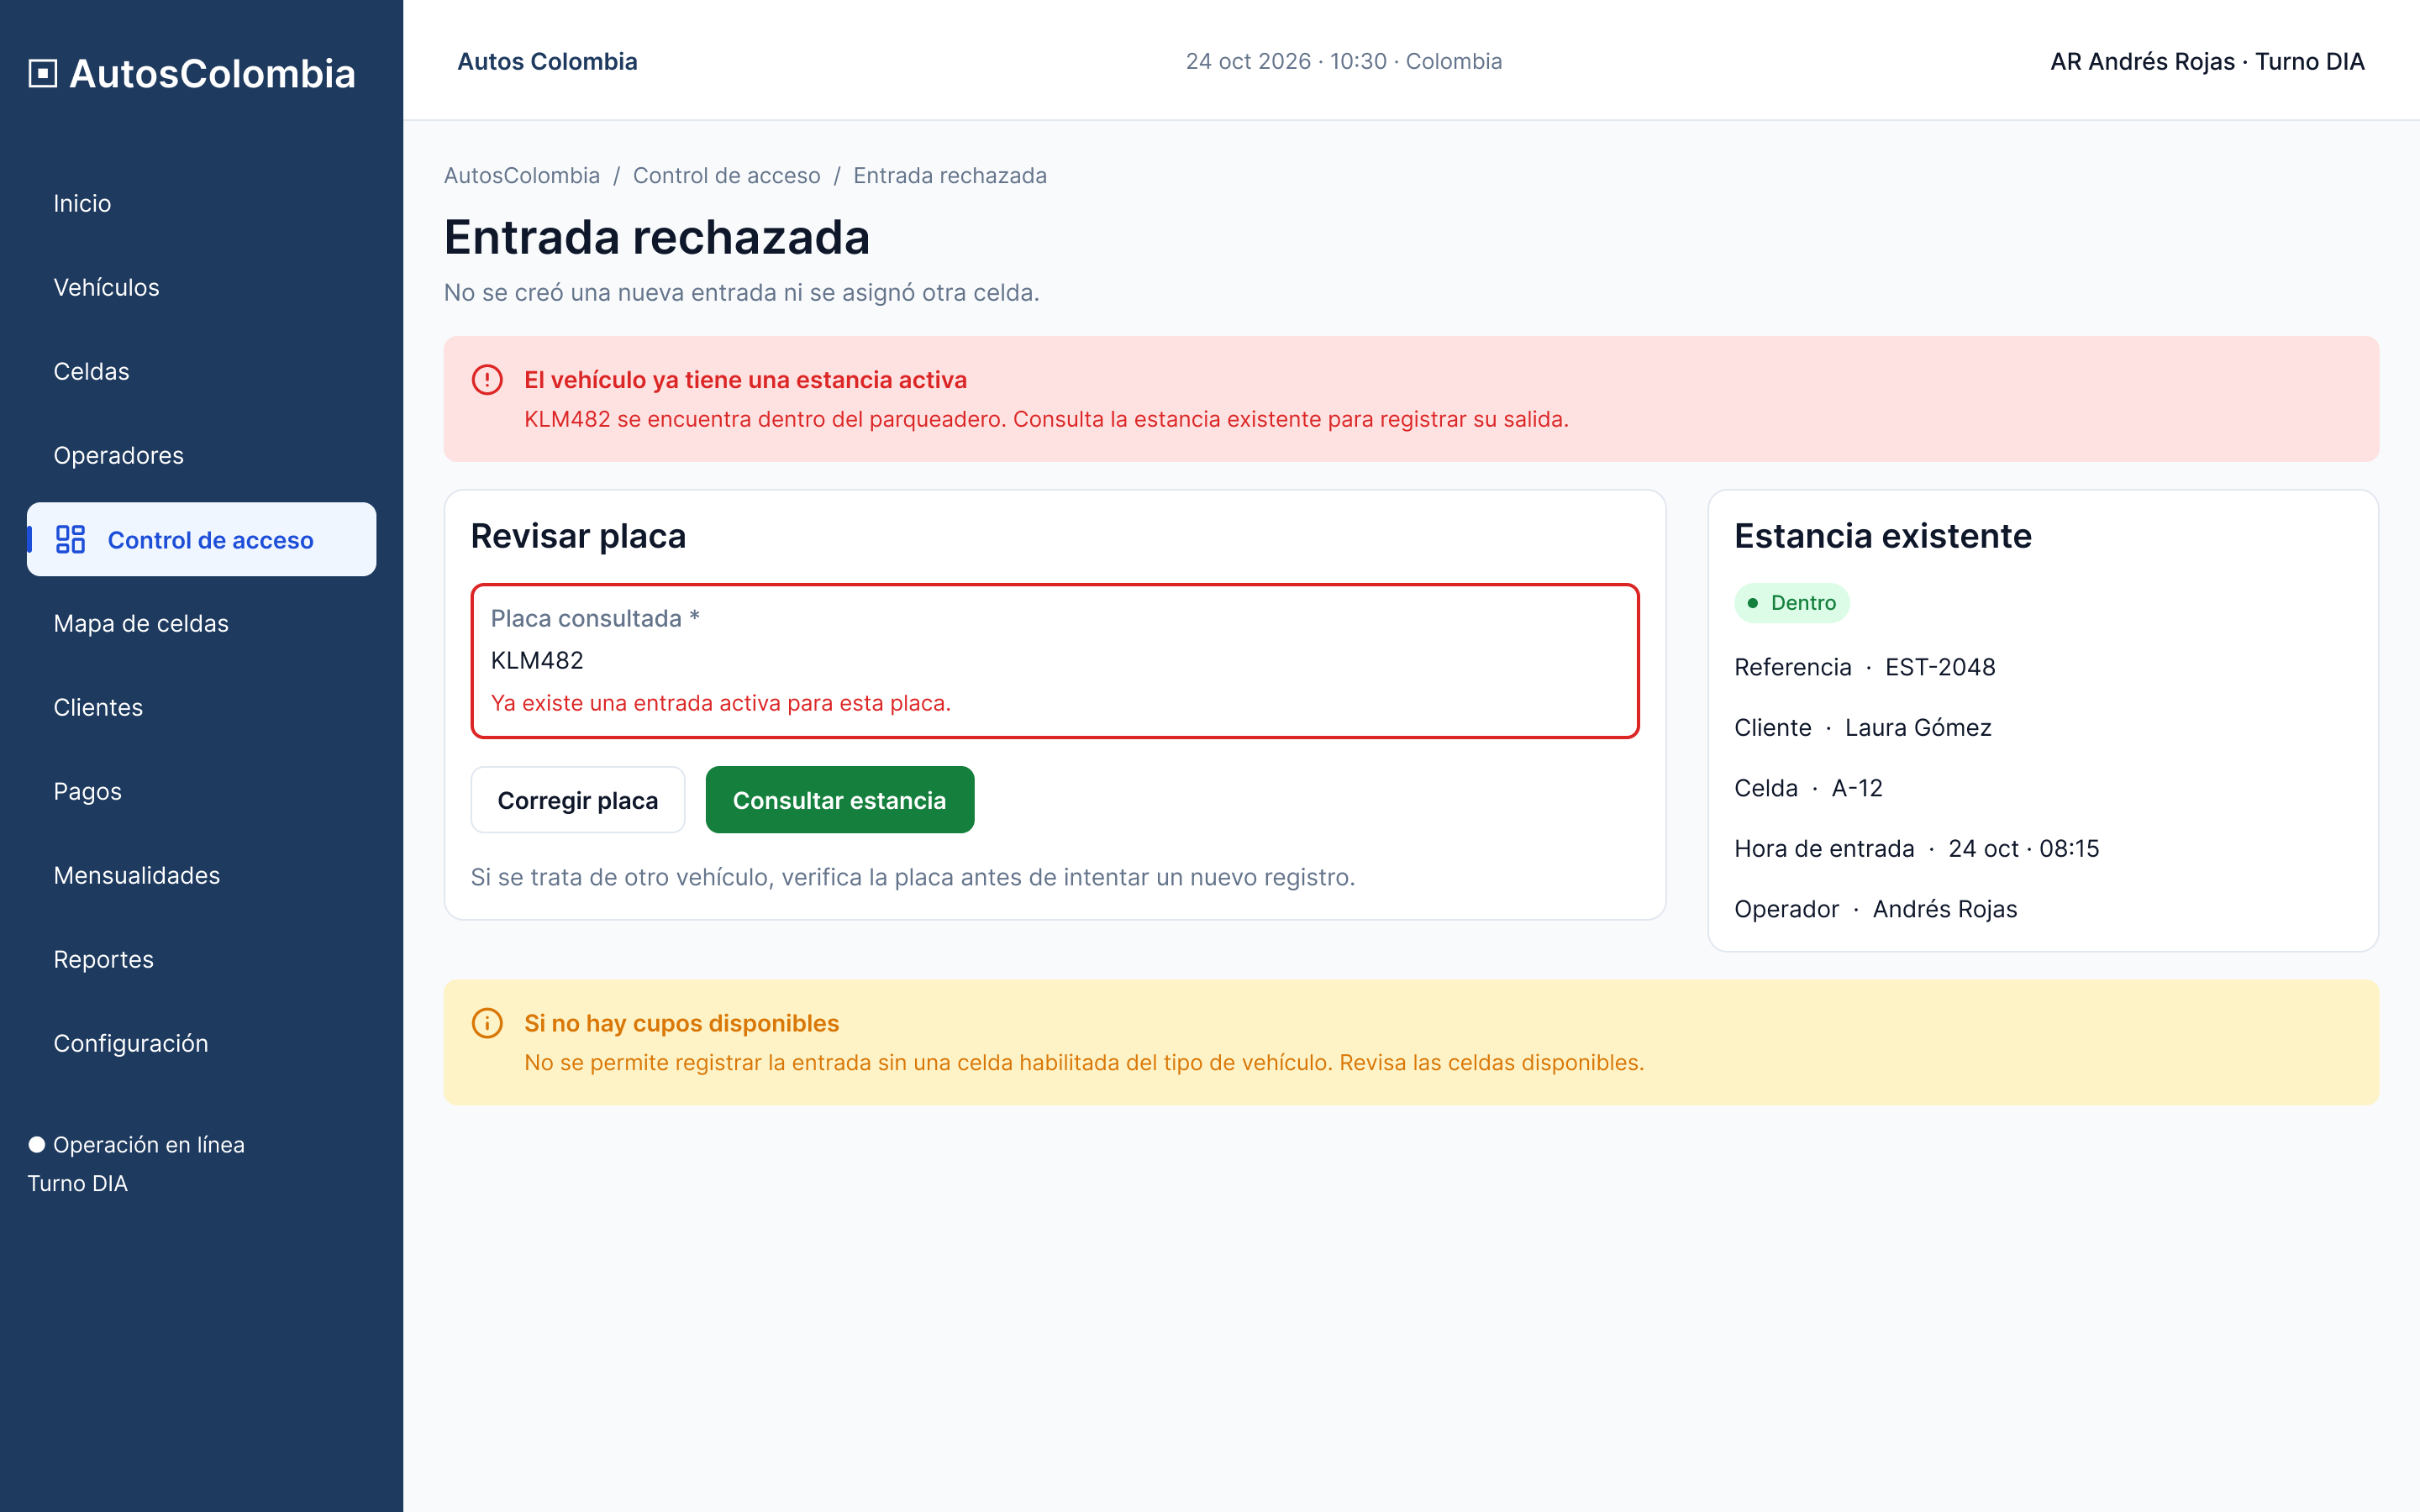 AutosColombia
Inicio
Vehículos
Celdas
Operadores
Control de acceso
Mapa de celdas
Clientes
Pagos
Mensualidades
Reportes
Configuración
Operación en línea
Turno DIA
Autos Colombia
24 oct 2026 · 10:30 · Colombia
AR Andrés Rojas · Turno DIA
AutosColombia / Control de acceso / Entrada rechazada
Entrada rechazada
No se creó una nueva entrada ni se asignó otra celda.
El vehículo ya tiene una estancia activa
KLM482 se encuentra dentro del parqueadero. Consulta la estancia existente para registrar su salida.
Revisar placa
Placa consultada *
KLM482
Ya existe una entrada activa para esta placa.
Corregir placa
Consultar estancia
Si se trata de otro vehículo, verifica la placa antes de intentar un nuevo registro.
Estancia existente
Dentro
Referencia · EST-2048
Cliente · Laura Gómez
Celda · A-12
Hora de entrada · 24 oct · 08:15
Operador · Andrés Rojas
Si no hay cupos disponibles
No se permite registrar la entrada sin una celda habilitada del tipo de vehículo. Revisa las celdas disponibles.